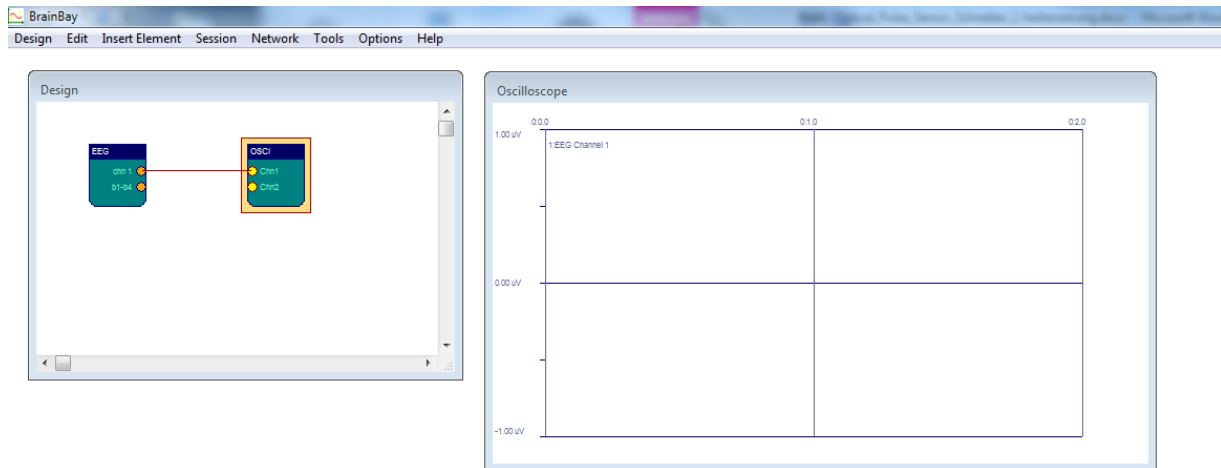 BrainBay
Design Edit Insert Element Session Network Tools Options Help
Design
EEG
chn 1
b1-b4
OSCI
Chn1
Chn2
Oscilloscope
0:0.0 0:1.0 0:2.0
1.00 uV
1:EEG Channel 1
0.00 uV
-1.00 uV